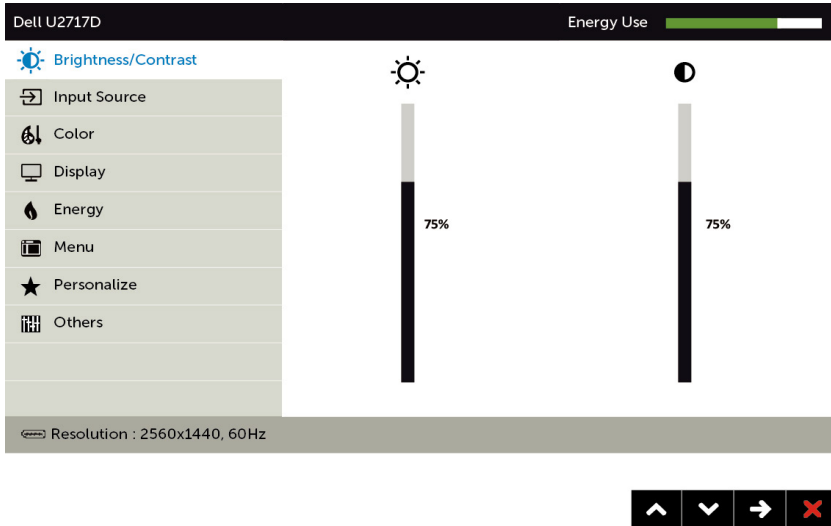 Dell U2717D Energy Use
Brightness/Contrast
Input Source
Color
Display
Energy
Menu
Personalize
Others
75% 75%
Resolution : 2560x1440, 60Hz